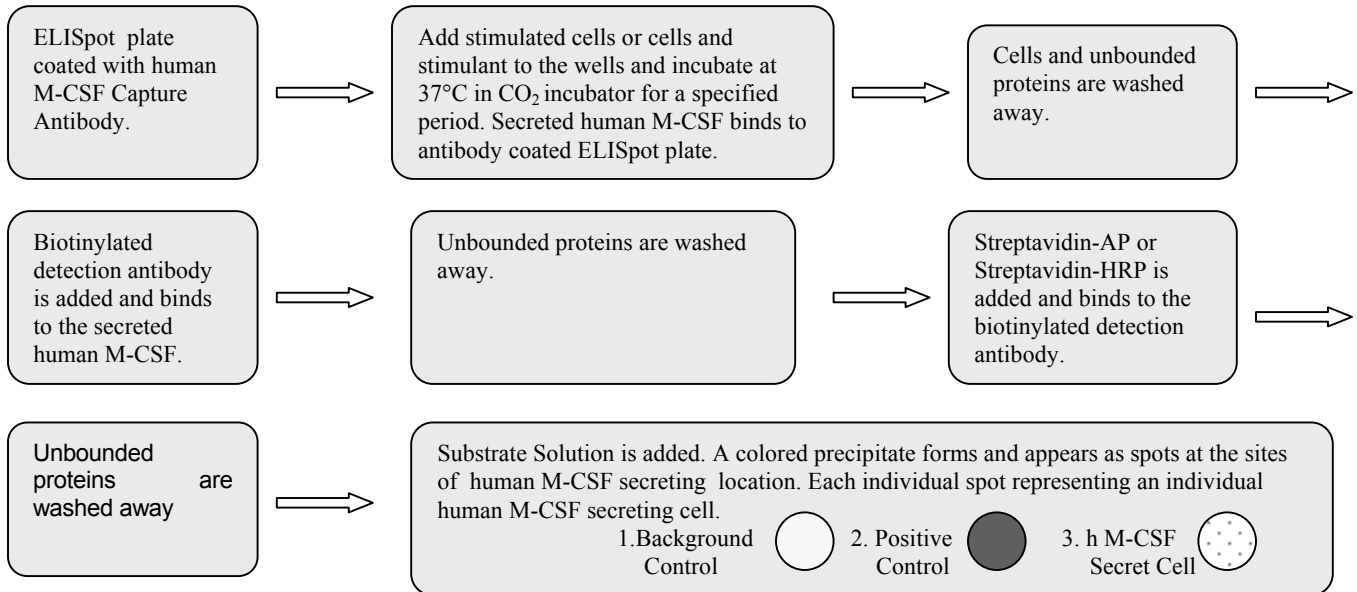 ELISpot plate
coated with human
M-CSF Capture
Antibody.
Add stimulated cells or cells and
stimulant to the wells and incubate at
37°C in CO2 incubator for a specified
period. Secreted human M-CSF binds to
antibody coated ELISpot plate.
Cells and unbounded
proteins are washed
away.
Biotinylated
detection antibody
is added and binds
to the secreted
human M-CSF.
Unbounded proteins are washed
away.
Streptavidin-AP or
Streptavidin-HRP is
added and binds to the
biotinylated detection
antibody.
Unbounded
proteins are
washed away
Substrate Solution is added. A colored precipitate forms and appears as spots at the sites
of human M-CSF secreting location. Each individual spot representing an individual
human M-CSF secreting cell.
1.Background
Control
2. Positive
Control
3. h M-CSF
Secret Cell